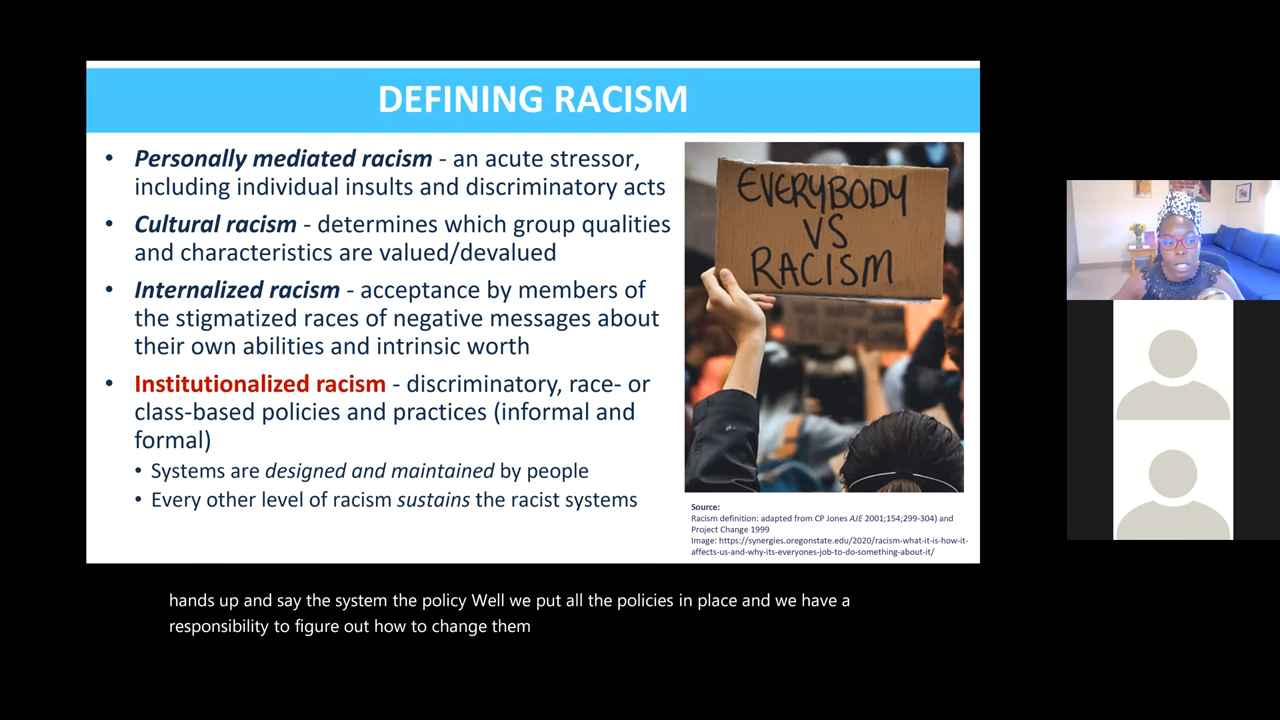 DEFINING RACISM
• Personally mediated racism - an acute stressor,
including individual insults and discriminatory acts
• Cultural racism - determines which group qualities
and characteristics are valued/devalued
• Internalized racism - acceptance by members of
the stigmatized races of negative messages about
their own abilities and intrinsic worth
• Institutionalized racism - discriminatory, race- or
class-based policies and practices (informal and
formal)
• Systems are designed and maintained by people
• Every other level of racism sustains the racist systems
EVERYBODY
VS
RACISM
Source:
Racism definition: adapted from CP Jones AJE 2001;154;299-304) and
Project Change 1999
Image: https://synergies.oregonstate.edu/2020/racism-what-it-is-how-it-
affects-us-and-why-its-everyones-job-to-do-something-about-it/
hands up and say the system the policy Well we put all the policies in place and we have a
responsibility to figure out how to change them